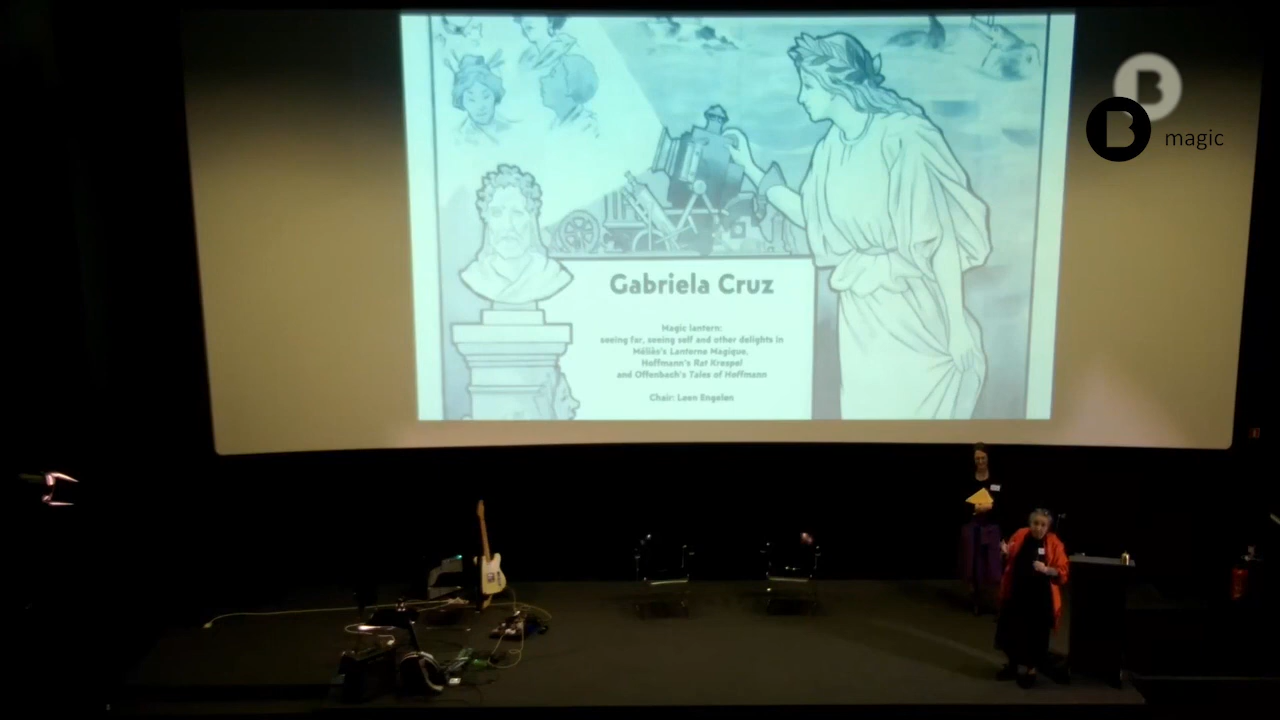 B
B magic
Gabriela Cruz
Magic lantern:
seeing far, seeing self and other delights in
Méliès's Lanterne Magique,
Hoffmann's Rat Krespel
and Offenbach's Tales of Hoffmann
Chair: Leen Engelen